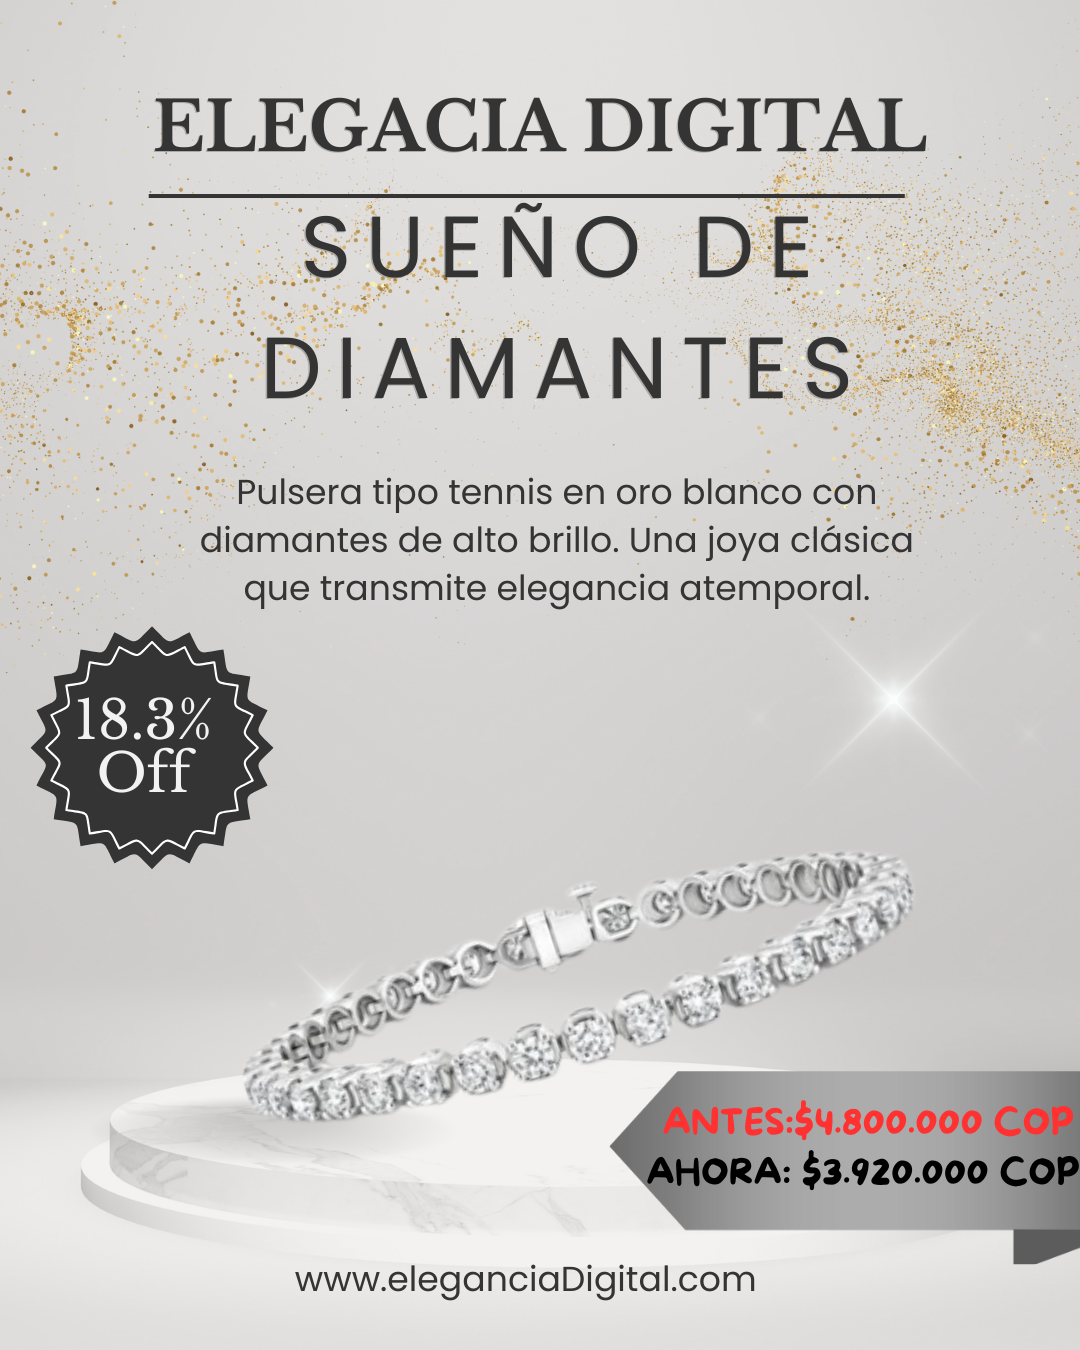 ELEGACIA DIGITAL
SUEÑO DE
DIAMANTES
Pulsera tipo tennis en oro blanco con
diamantes de alto brillo. Una joya clásica
que transmite elegancia atemporal.
18.3%
Off
ANTES:$4.800.000 COP
AHORA: $3.920.000 COP
www.eleganciaDigital.com